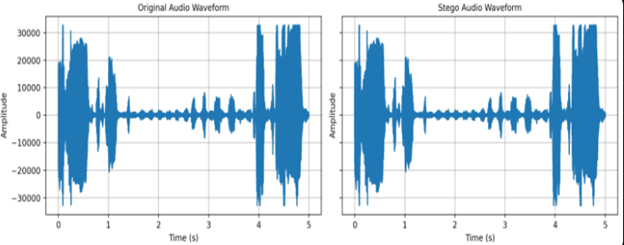 Original Audio Waveform
Stego Audio Waveform
Amplitude
30000
20000
10000
0
−10000
−20000
−30000
0 1 2 3 4 5
Time (s)
Amplitude
0 1 2 3 4 5
Time (s)